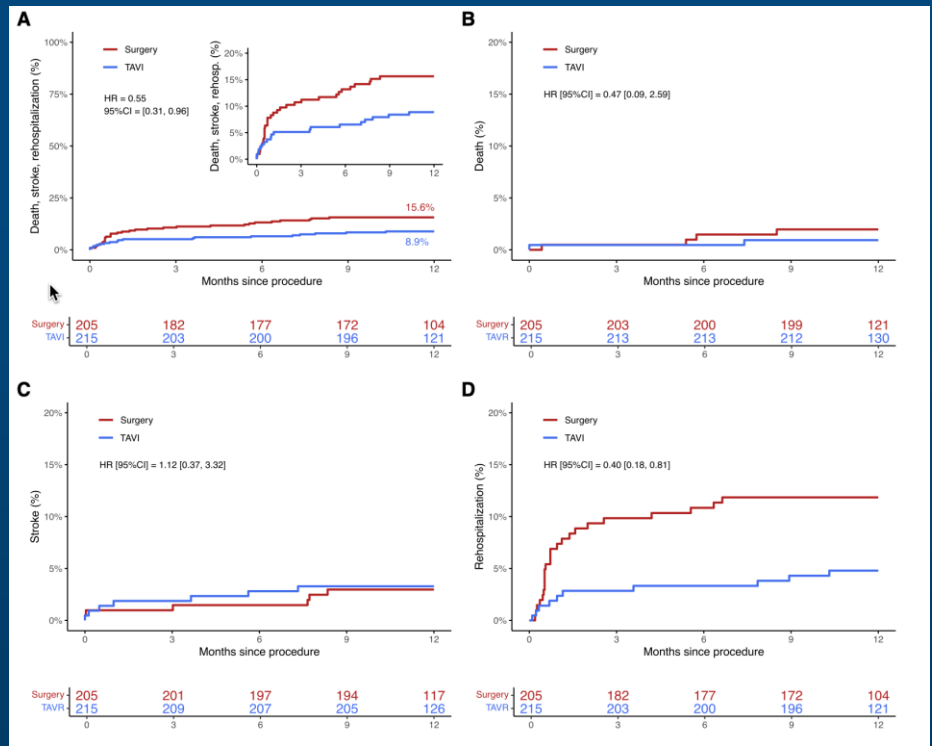 A
Death, stroke, rehospitalization (%)
100%
75%
50%
25%
0%
Surgery
TAVI
HR = 0.55
95%CI = [0.31, 0.96]
Death, stroke, rehosp. (%)
20%
15%
10%
5%
0%
0 3 6 9 12
15.6%
8.9%
0 3 6 9 12
Months since procedure
Surgery 205 182 177 172 104
TAVI 215 203 200 196 121
0 3 6 9 12
B
Death (%)
20%
15%
10%
5%
0%
Surgery
TAVI
HR [95%CI] = 0.47 [0.09, 2.59]
0 3 6 9 12
Months since procedure
Surgery 205 203 200 199 121
TAVR 215 213 213 212 130
0 3 6 9 12
C
Stroke (%)
20%
15%
10%
5%
0%
Surgery
TAVI
HR [95%CI] = 1.12 [0.37, 3.32]
0 3 6 9 12
Months since procedure
Surgery 205 201 197 194 117
TAVR 215 209 207 205 126
0 3 6 9 12
D
Rehospitalization (%)
20%
15%
10%
5%
0%
Surgery
TAVI
HR [95%CI] = 0.40 [0.18, 0.81]
0 3 6 9 12
Months since procedure
Surgery 205 182 177 172 104
TAVR 215 203 200 196 121
0 3 6 9 12